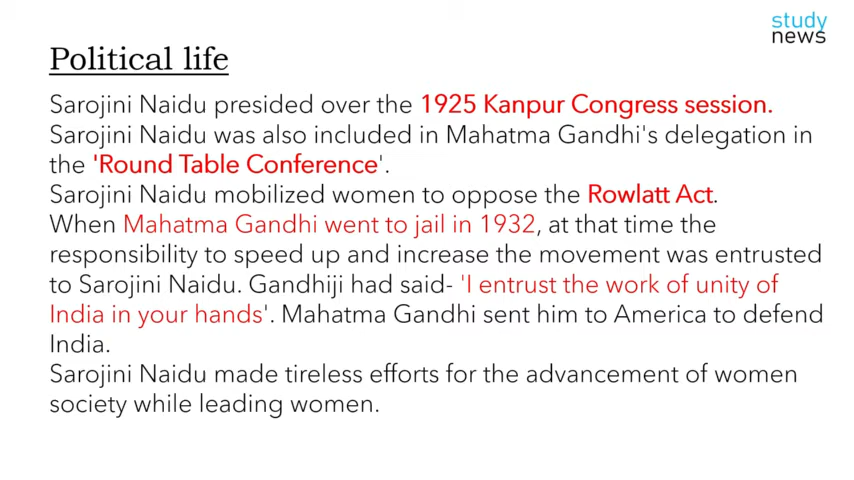 study
news
Political life
Sarojini Naidu presided over the 1925 Kanpur Congress session.
Sarojini Naidu was also included in Mahatma Gandhi's delegation in
the 'Round Table Conference'.
Sarojini Naidu mobilized women to oppose the Rowlatt Act.
When Mahatma Gandhi went to jail in 1932, at that time the
responsibility to speed up and increase the movement was entrusted
to Sarojini Naidu. Gandhiji had said- 'I entrust the work of unity of
India in your hands'. Mahatma Gandhi sent him to America to defend
India.
Sarojini Naidu made tireless efforts for the advancement of women
society while leading women.